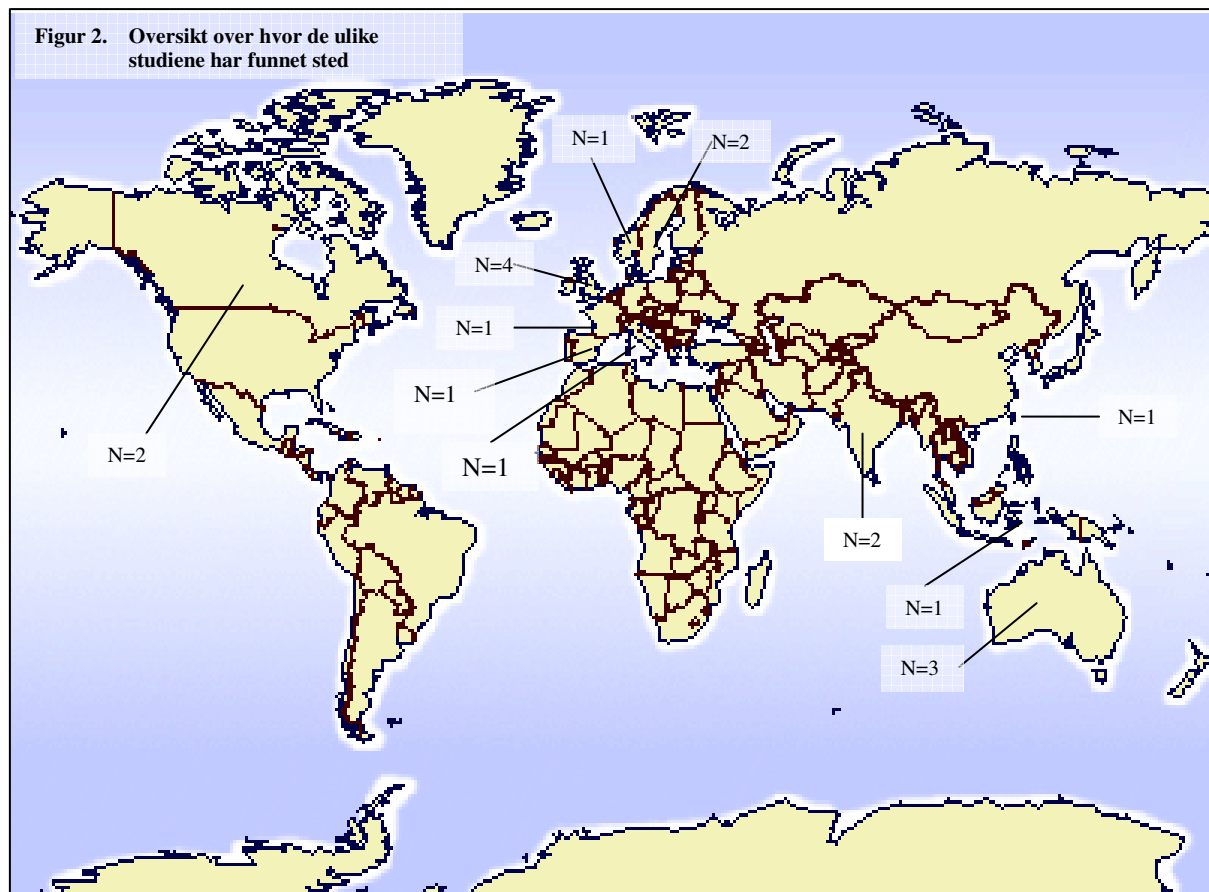 Figur 2. Oversikt over hvor de ulike
studiene har funnet sted
N=1
N=2
N=4
N=1
N=1
N=1
N=2
N=1
N=2
N=1
N=3